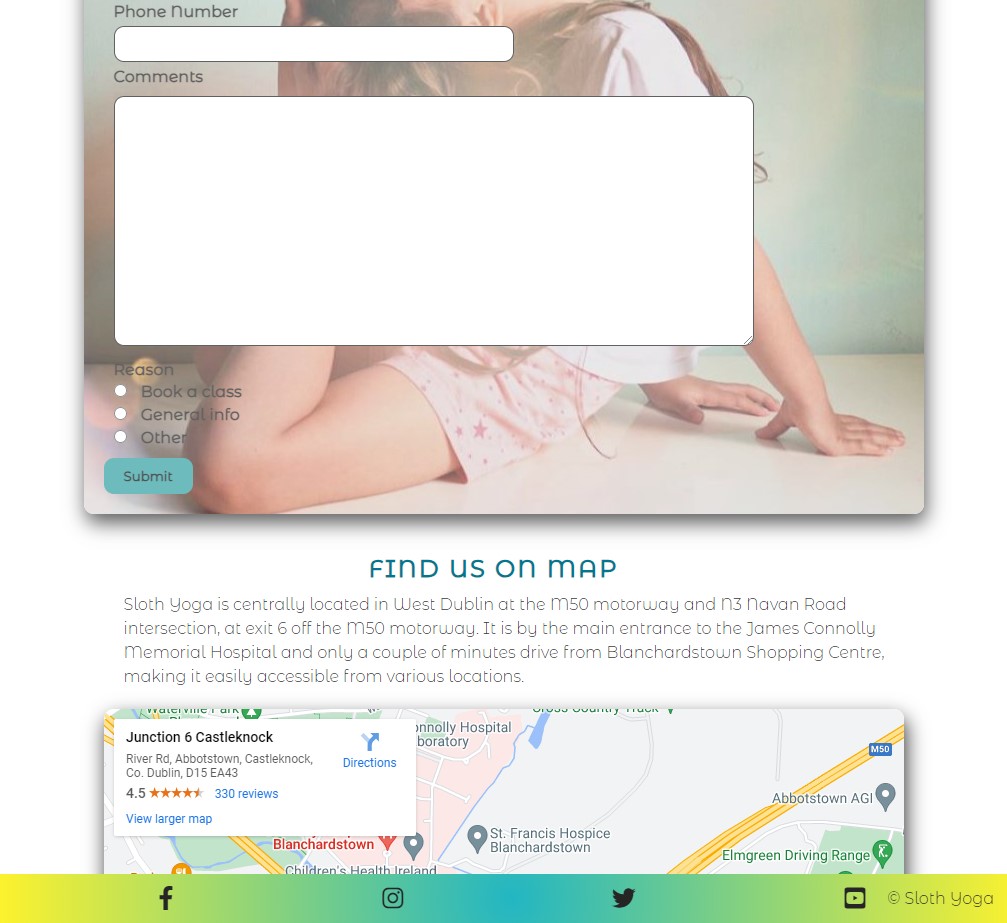 Phone Number
Comments
Reason
Book a class
General info
Other
Submit
FIND US ON MAP
Sloth Yoga is centrally located in West Dublin at the M50 motorway and N3 Navan Road
intersection, at exit 6 off the M50 motorway. It is by the main entrance to the James Connolly
Memorial Hospital and only a couple of minutes drive from Blanchardstown Shopping Centre,
making it easily accessible from various locations.
Waterville Park
Cross Country Track
Junction 6 Castleknock
River Rd, Abbotstown, Castleknock,
Co. Dublin, D15 EA43
4.5
330 reviews
View larger map
Directions
onnolly Hospital
boratory
M50
Abbotstown AGI
St. Francis Hospice
Blanchardstown
Blanchardstown
Elmgreen Driving Range
Children's Health Ireland
© Sloth Yoga